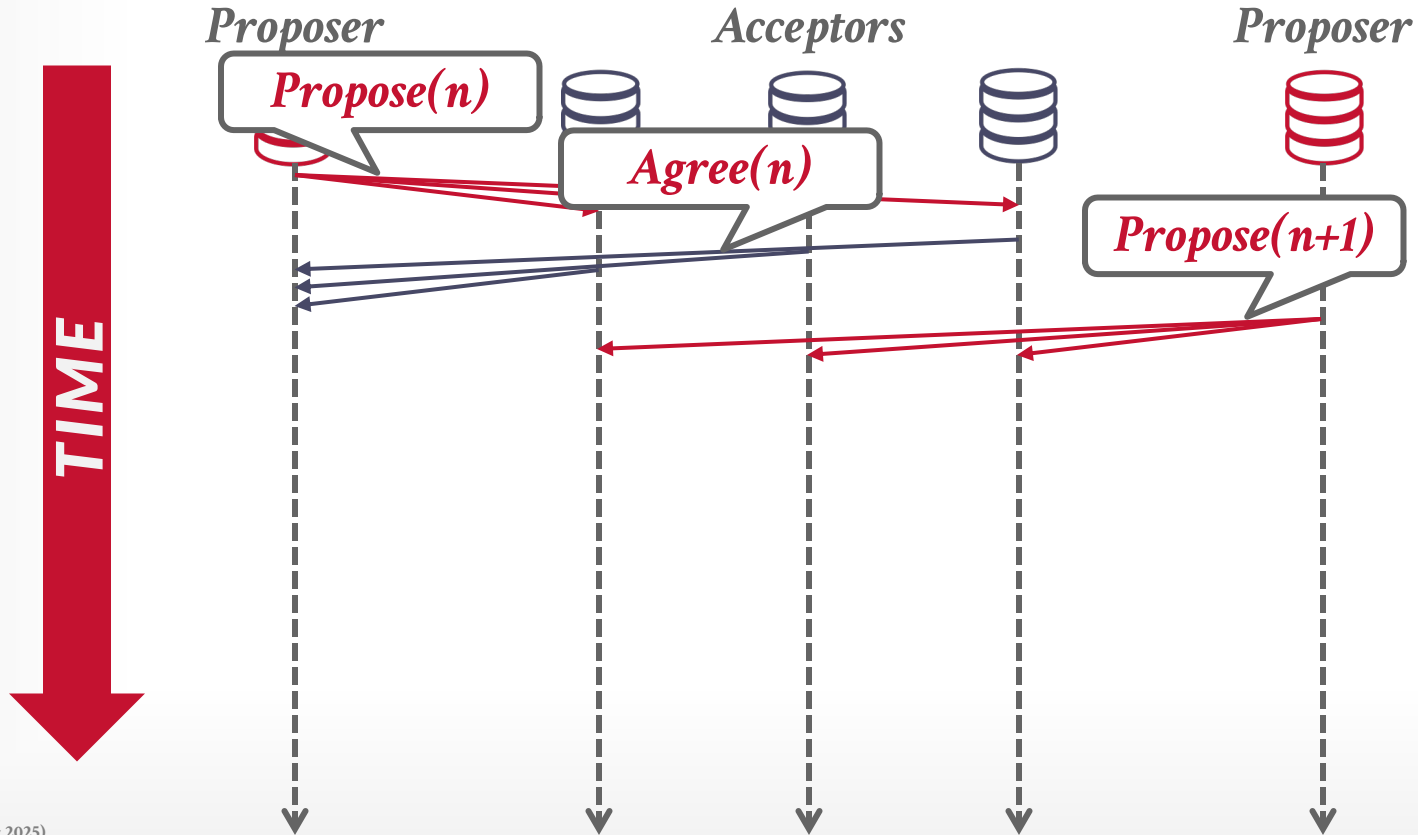 Proposer
Acceptors
Proposer
Propose(n)
Agree(n)
Propose(n+1)
TIME
2025)